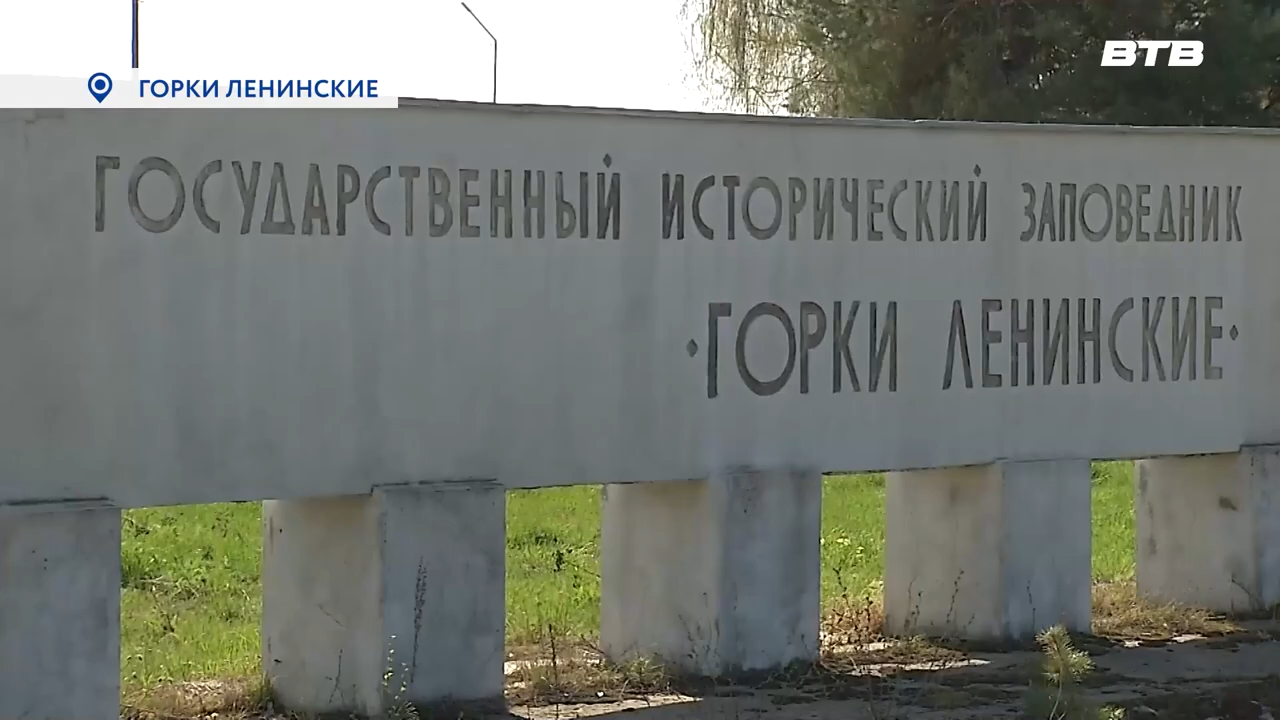 ВТВ
ГОРКИ ЛЕНИНСКИЕ
ГОСУДАРСТВЕННЫЙ ИСТОРИЧЕСКИЙ ЗАПОВЕДНИК
·ГОРКИ ЛЕНИНСКИЕ·